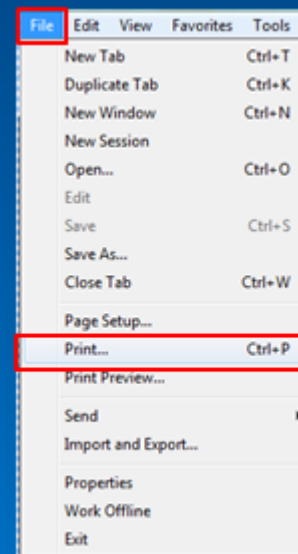 File Edit View Favorites Tools
New Tab Ctrl+T
Duplicate Tab Ctrl+K
New Window Ctrl+N
New Session
Open... Ctrl+O
Edit
Save Ctrl+S
Save As...
Close Tab Ctrl+W
Page Setup...
Print... Ctrl+P
Print Preview...
Send
Import and Export...
Properties
Work Offline
Exit